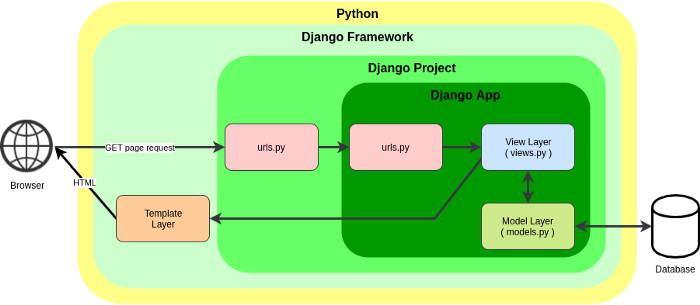 Python
Django Framework
Django Project
Django App
GET page request
urls.py
urls.py
View Layer
( views.py )
Browser
HTML
Template
Layer
Model Layer
( models.py )
Database